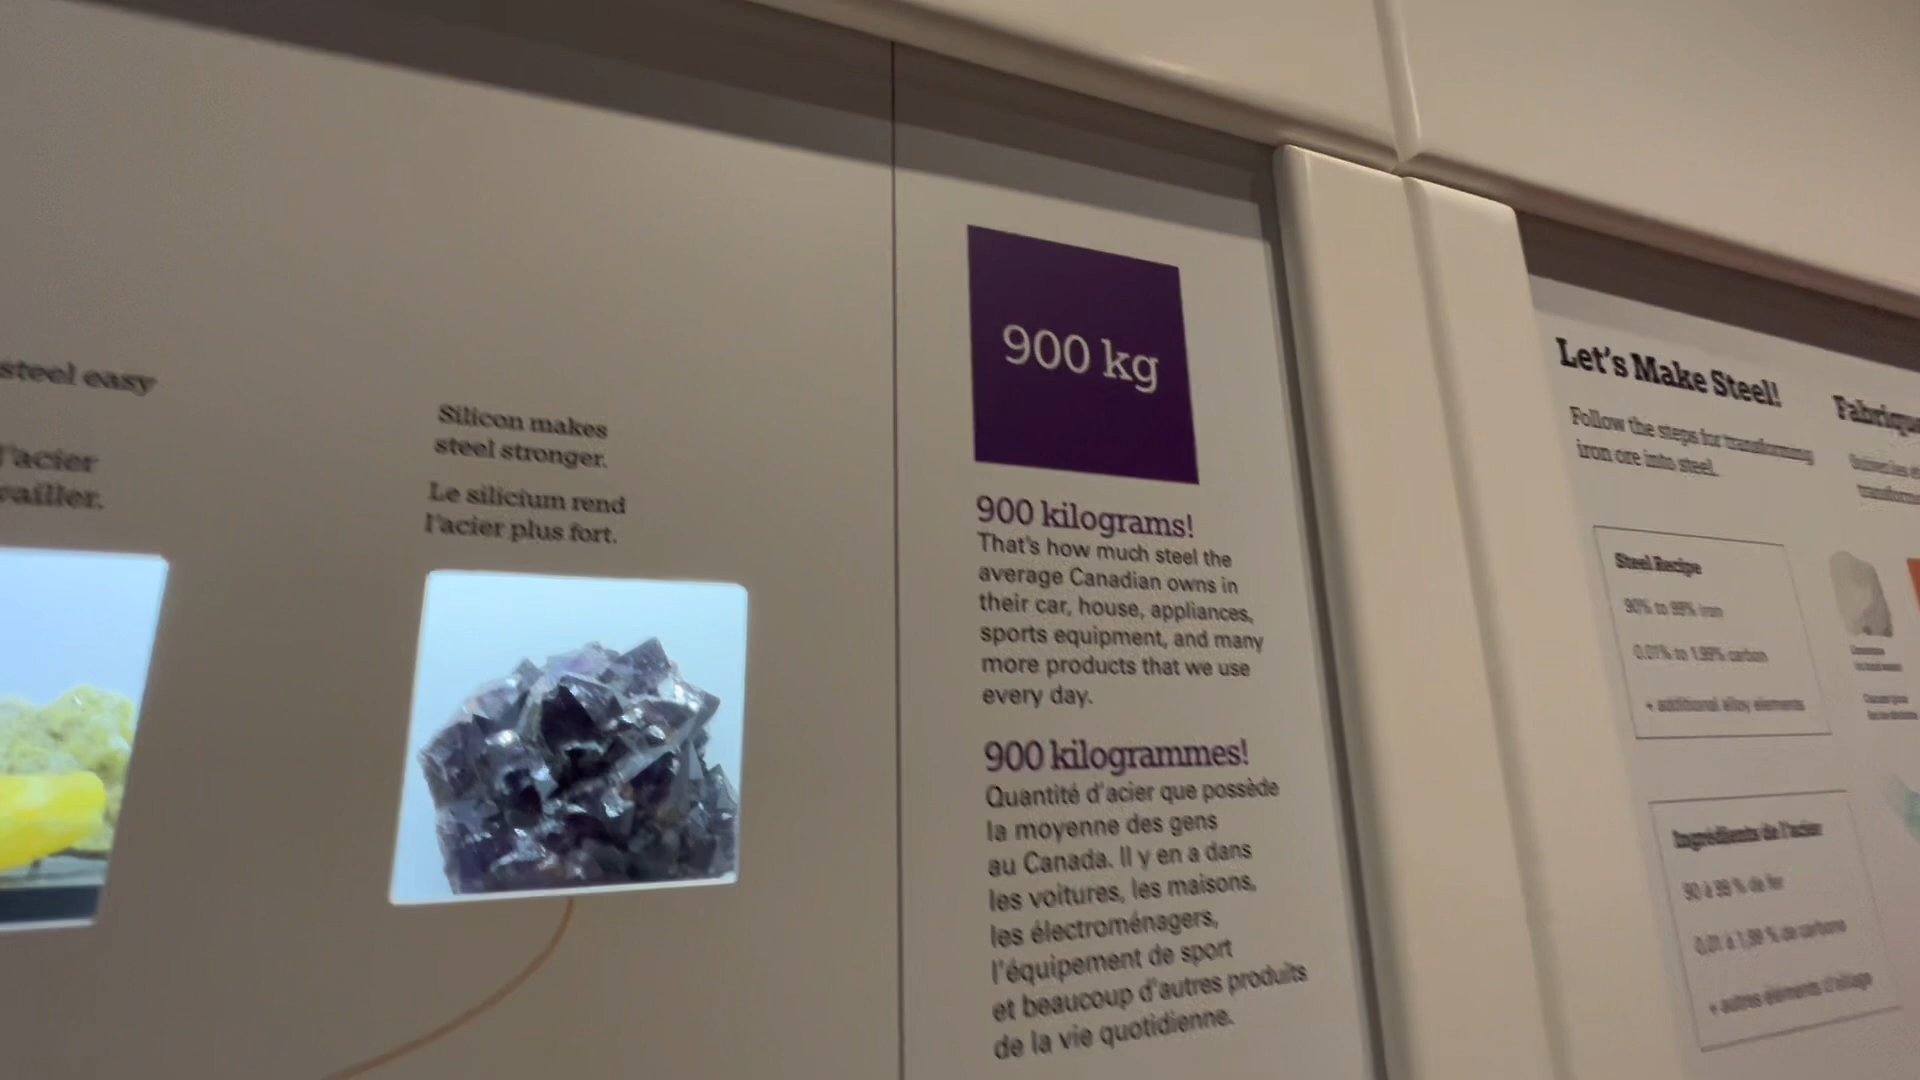 steel easy
l'acier
vailler.
Silicon makes
steel stronger.
Le silicium rend
l'acier plus fort.
900 kg
900 kilograms!
That's how much steel the
average Canadian owns in
their car, house, appliances,
sports equipment, and many
more products that we use
every day.
900 kilogrammes!
Quantité d'acier que possède
la moyenne des gens
au Canada. Il y en a dans
les voitures, les maisons,
les électroménagers,
l'équipement de sport
et beaucoup d'autres produits
de la vie quotidienne.
Let's Make Steel!
Follow the steps for transforming
iron ore into steel.
Steel Recipe
90% to 99% iron
0.01% to 1.99% carbon
+ additional alloy elements
Ingrédients de l'acier
90 à 99 % de fer
0,01 à 1,99 % de carbone
+ autres éléments d'alliage
Fabrique